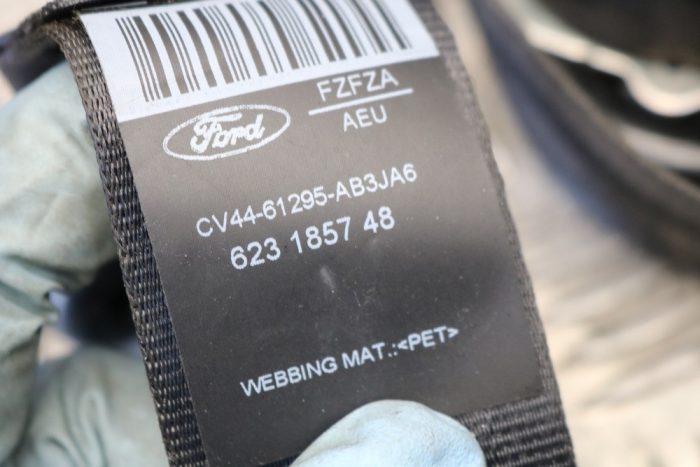 FZFZA
Ford
AEU
CV44-61295-AB3JA6
623 1857 48
WEBBING MAT.:<PET>